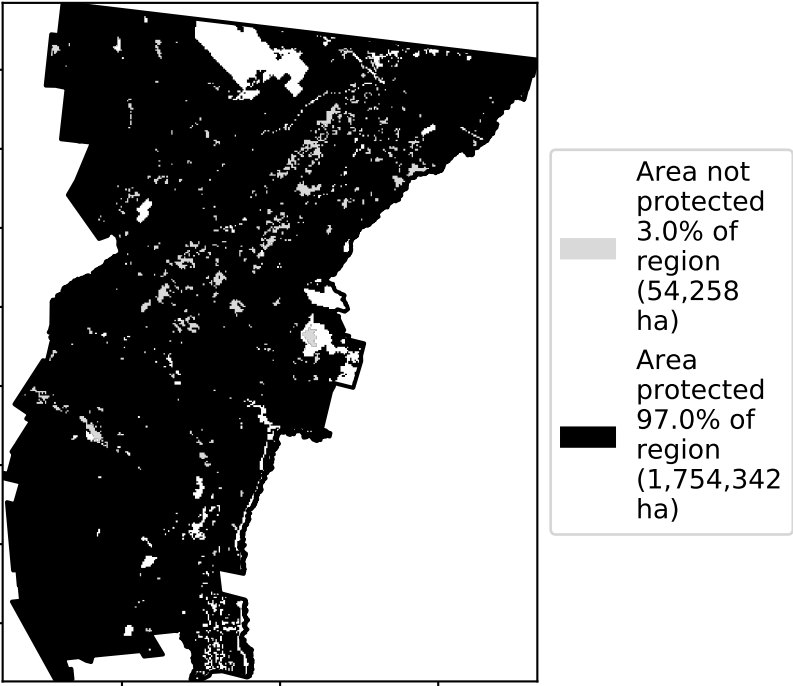 Area not
protected
3.0% of
region
(54,258
ha)
Area
protected
97.0% of
region
(1,754,342
ha)